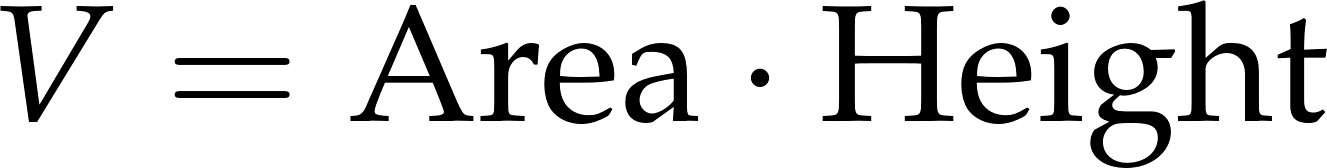 V = Area · Height